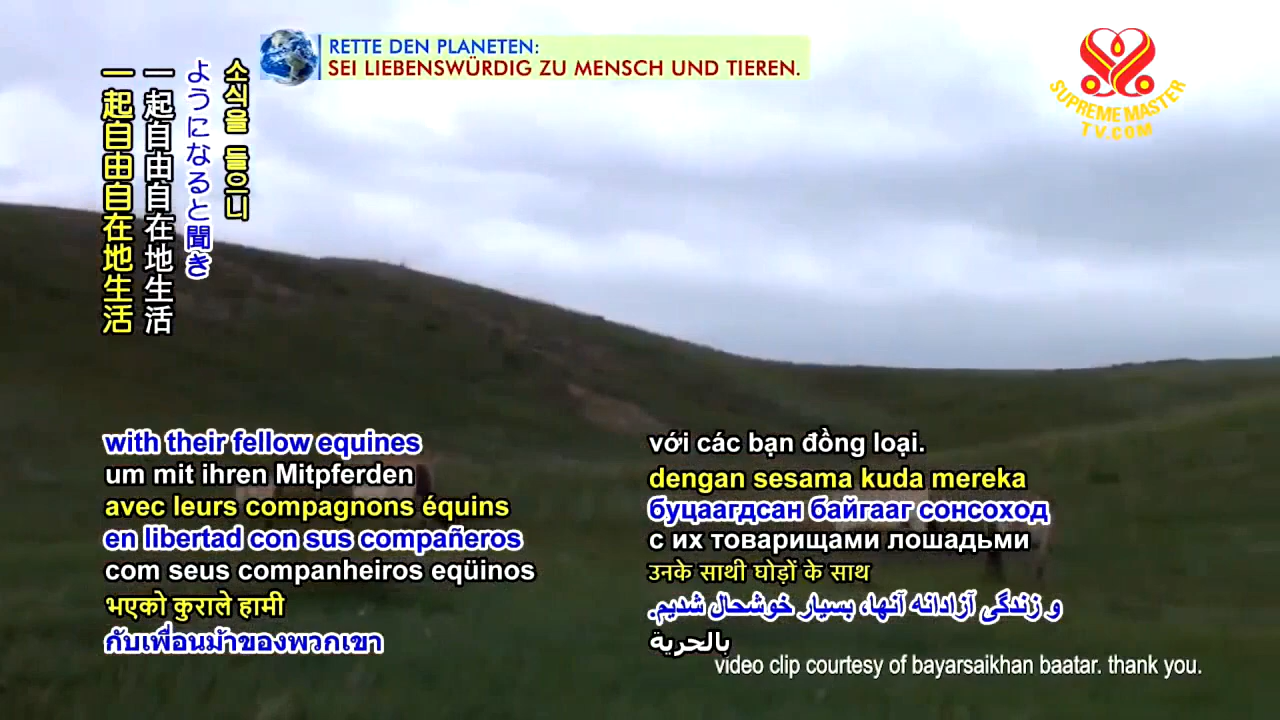 RETTE DEN PLANETEN:
SEI LIEBENSWÜRDIG ZU MENSCH UND TIEREN.
SUPREME MASTER
TV.COM
소식을 들으니
ようになると聞き
一起自由自在地生活
一起自由自在地生活
with their fellow equines
um mit ihren Mitpferden
avec leurs compagnons équins
en libertad con sus compañeros
com seus companheiros eqüinos
भएको कुराले हामी
กับเพื่อนม้าของพวกเขา
với các bạn đồng loại.
dengan sesama kuda mereka
буцаагдсан байгааг сонсоход
с их товарищами лошадьми
उनके साथी घोड़ों के साथ
و زندگی آزادانه آنها، بسیار خوشحال شدیم.
بالحرية
video clip courtesy of bayarsaikhan baatar. thank you.